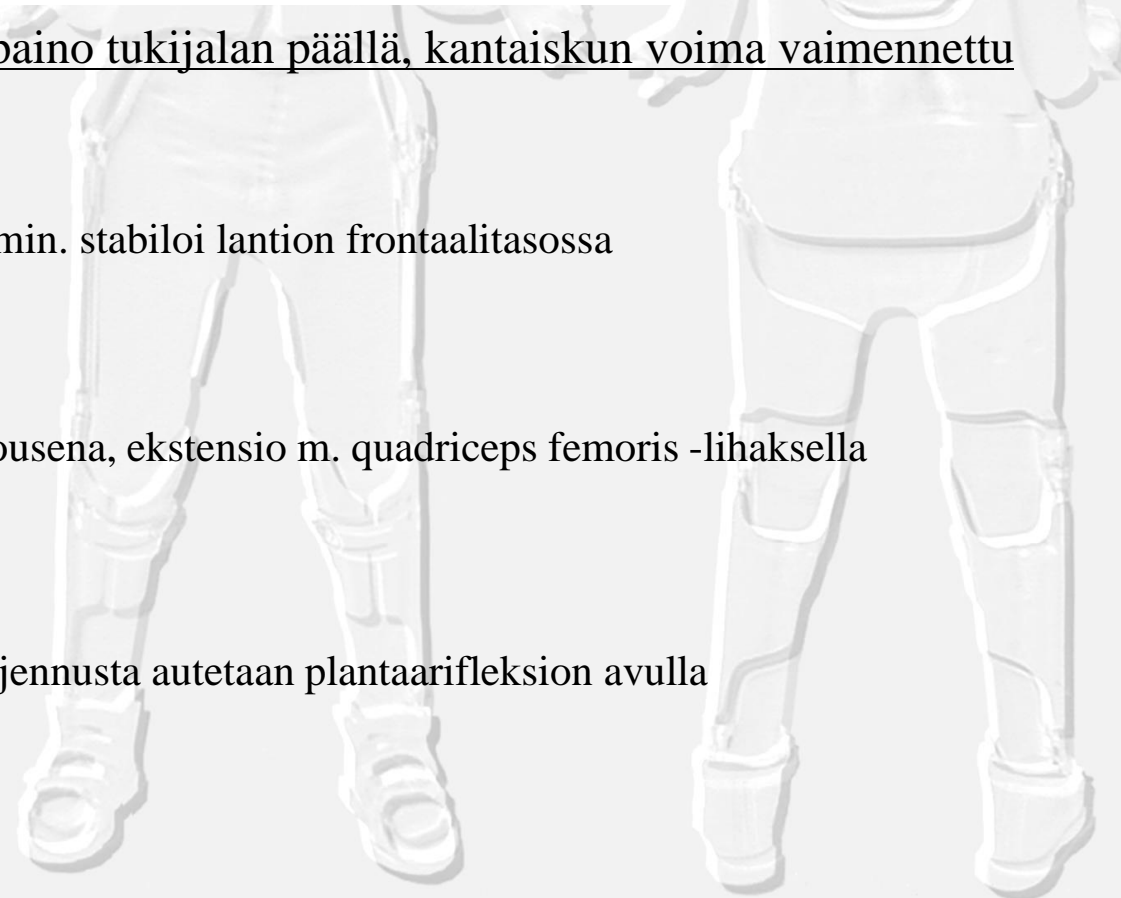 paino tukijalan päällä, kantaiskun voima vaimennettu
min. stabiloi lantion frontaalitasossa
ousena, ekstensio m. quadriceps femoris -lihaksella
jennusta autetaan plantaarifleksion avulla